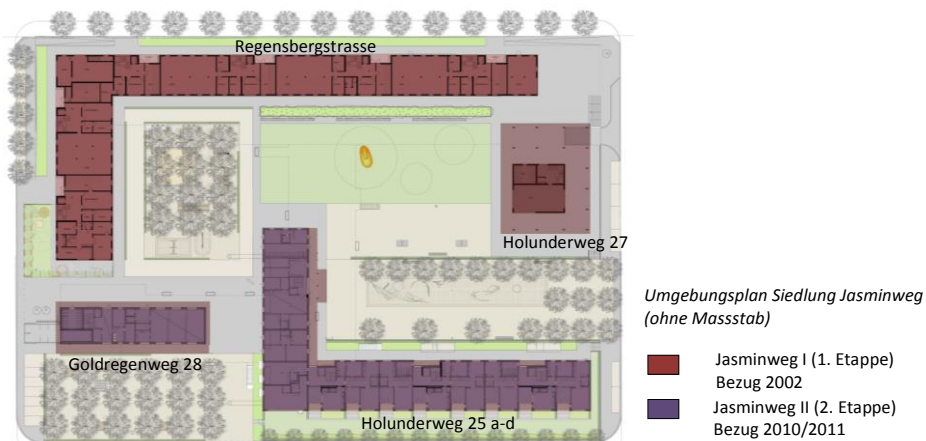 Regensbergstrasse
Holunderweg 27
Goldregenweg 28
Holunderweg 25 a-d
Umgebungsplan Siedlung Jasminweg
(ohne Massstab)
Jasminweg I (1. Etappe)
Bezug 2002
Jasminweg II (2. Etappe)
Bezug 2010/2011